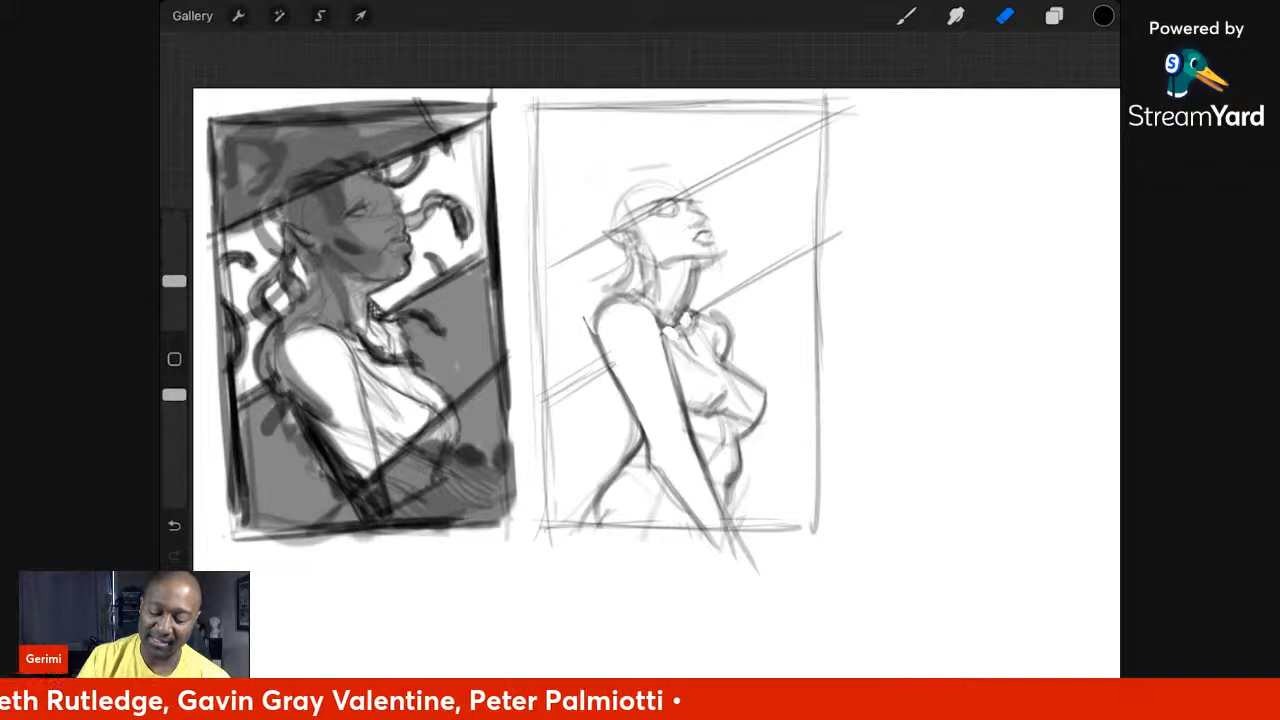 Gallery
Powered by
S
StreamYard
Gerimi
eth Rutledge, Gavin Gray Valentine, Peter Palmiotti •